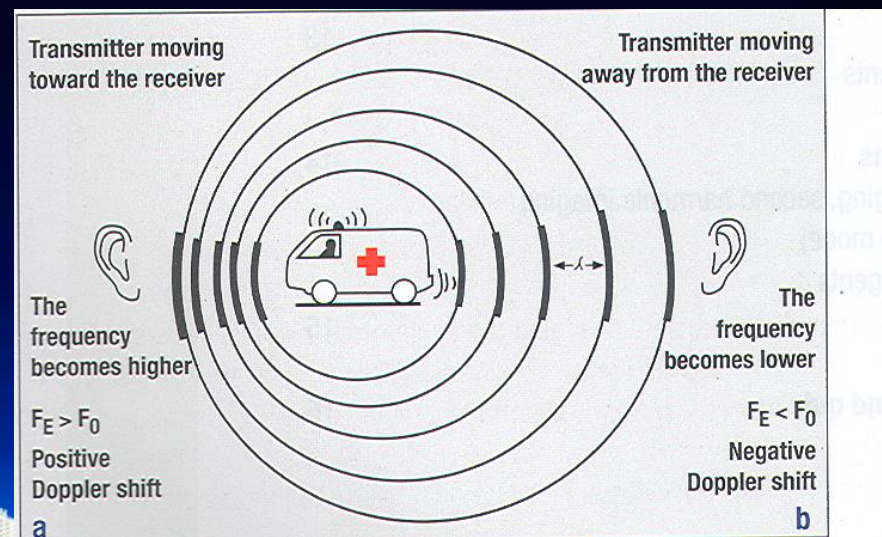 Transmitter moving
toward the receiver
Transmitter moving
away from the receiver
λ
The
frequency
becomes higher
F_E > F_0
Positive
Doppler shift
a
The
frequency
becomes lower
F_E < F_0
Negative
Doppler shift
b